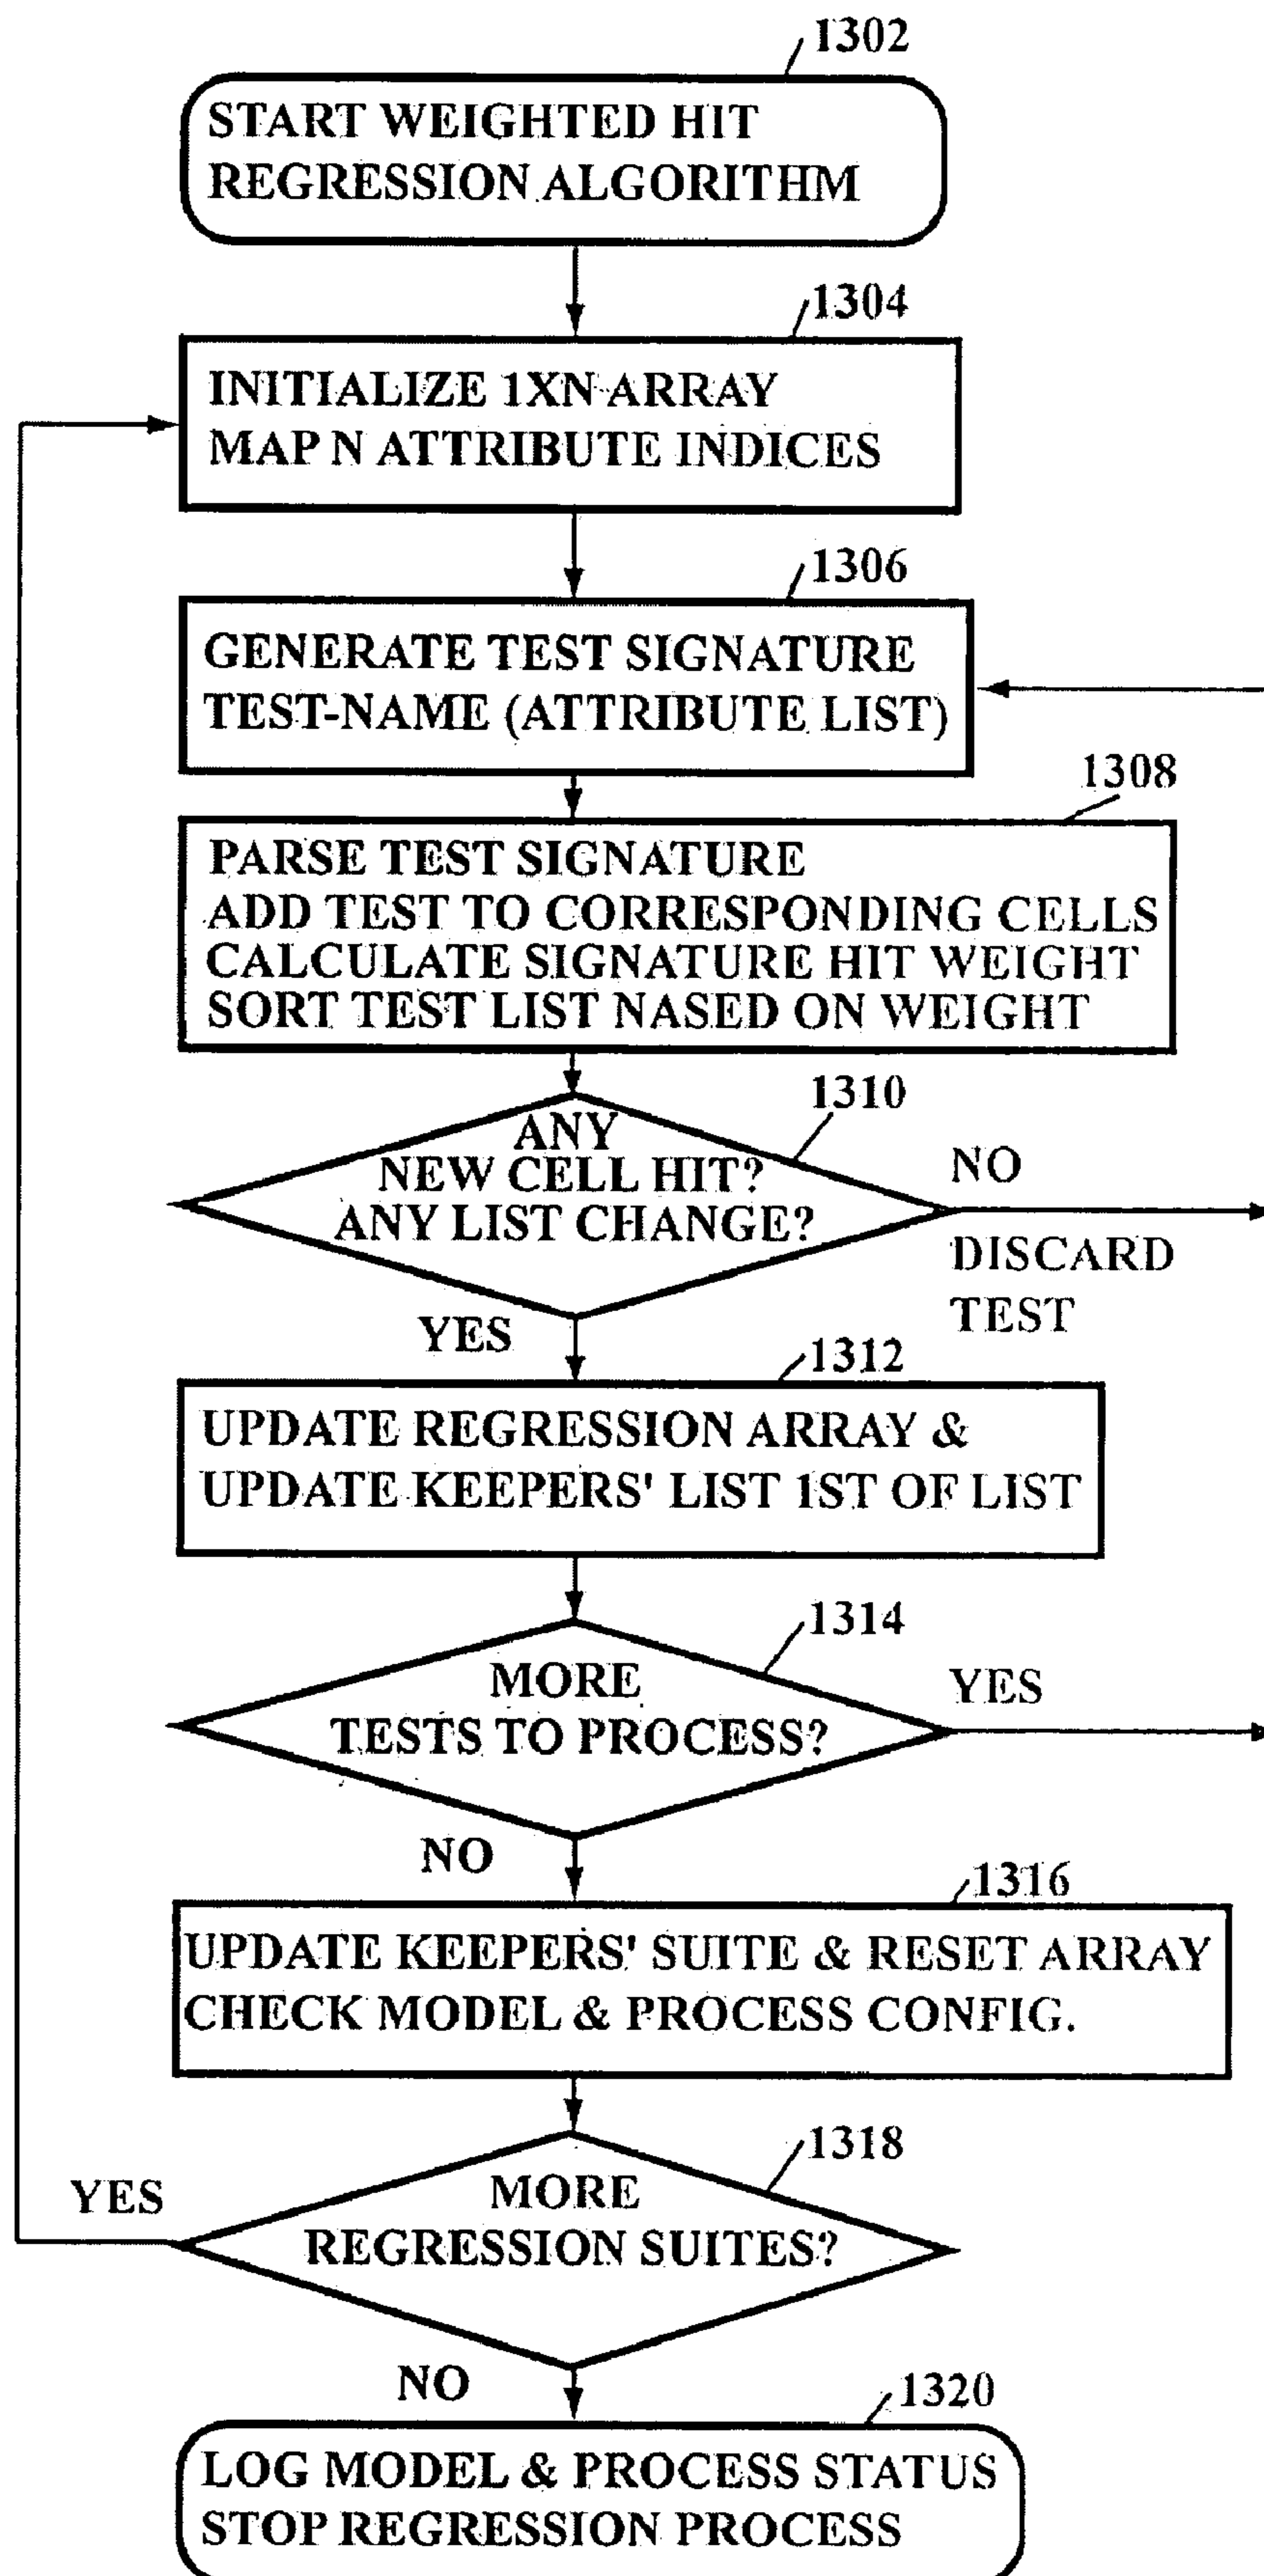 1302
START WEIGHTED HIT
REGRESSION ALGORITHM
1304
INITIALIZE 1XN ARRAY
MAP N ATTRIBUTE INDICES
1306
GENERATE TEST SIGNATURE
TEST-NAME (ATTRIBUTE LIST)
1308
PARSE TEST SIGNATURE
ADD TEST TO CORRESPONDING CELLS
CALCULATE SIGNATURE HIT WEIGHT
SORT TEST LIST NASED ON WEIGHT
1310
ANY
NEW CELL HIT?
ANY LIST CHANGE?
NO
DISCARD
TEST
YES
1312
UPDATE REGRESSION ARRAY &
UPDATE KEEPERS' LIST 1ST OF LIST
1314
MORE
TESTS TO PROCESS?
YES
NO
1316
UPDATE KEEPERS' SUITE & RESET ARRAY
CHECK MODEL & PROCESS CONFIG.
1318
MORE
REGRESSION SUITES?
YES
NO
1320
LOG MODEL & PROCESS STATUS
STOP REGRESSION PROCESS